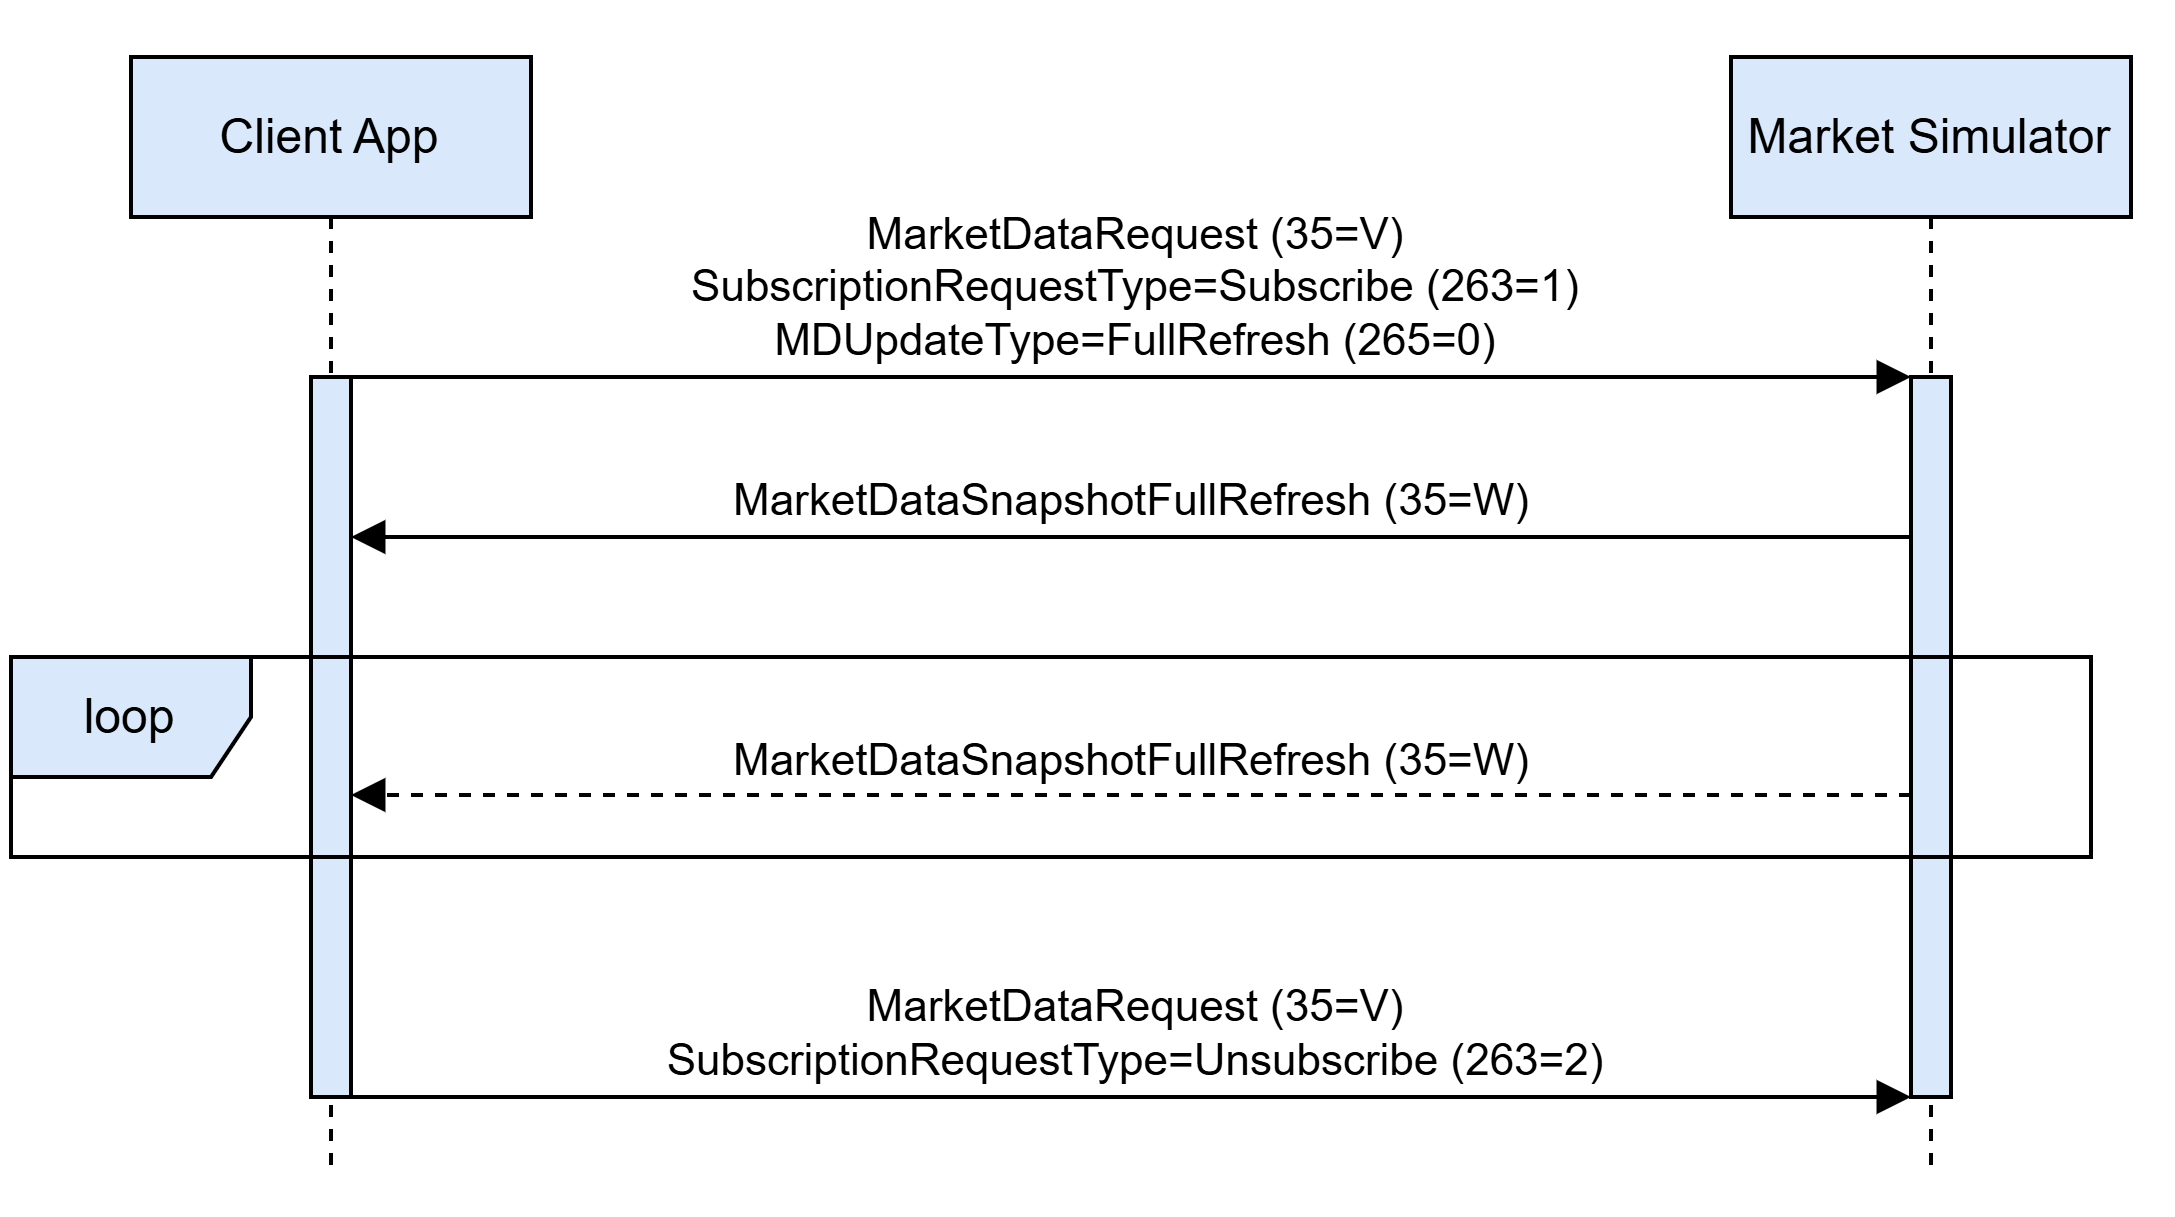 Client App
Market Simulator
MarketDataRequest (35=V)
SubscriptionRequestType=Subscribe (263=1)
MDUpdateType=FullRefresh (265=0)
MarketDataSnapshotFullRefresh (35=W)
loop
MarketDataSnapshotFullRefresh (35=W)
MarketDataRequest (35=V)
SubscriptionRequestType=Unsubscribe (263=2)